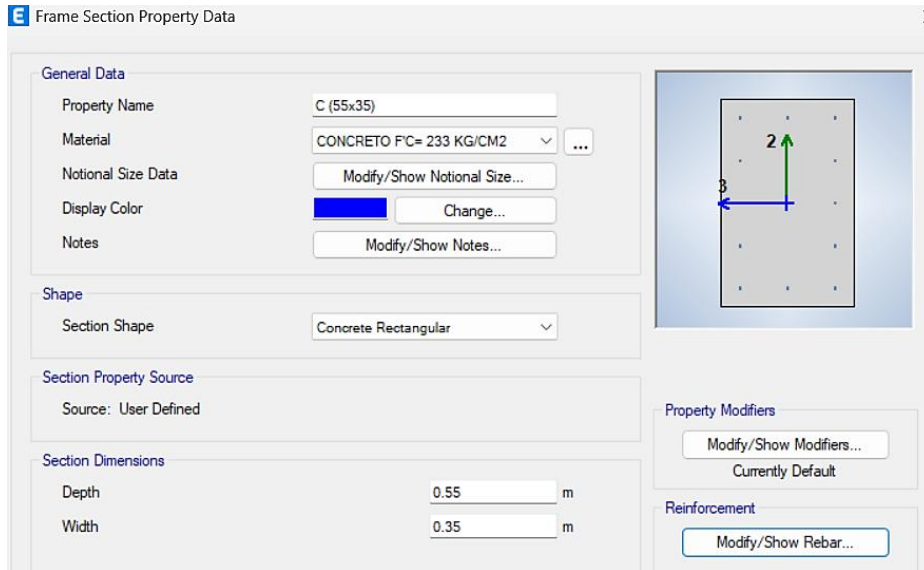 E Frame Section Property Data
General Data
Property Name C (55x35)
Material CONCRETO F'C= 233 KG/CM2 ...
Notional Size Data Modify/Show Notional Size...
Display Color Change...
Notes Modify/Show Notes...
Shape
Section Shape Concrete Rectangular
Section Property Source
Source: User Defined
Section Dimensions
Depth 0.55 m
Width 0.35 m
2
3
Property Modifiers
Modify/Show Modifiers...
Currently Default
Reinforcement
Modify/Show Rebar...